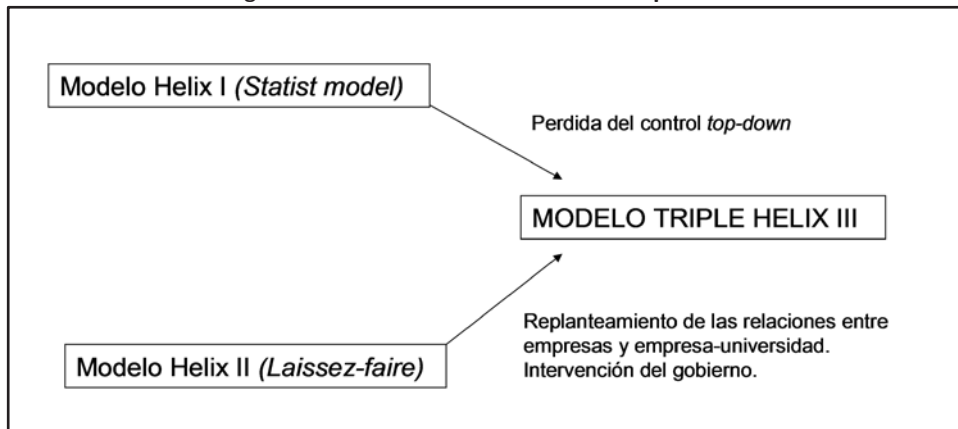 Modelo Helix I (Statist model)
Perdida del control top-down
MODELO TRIPLE HELIX III
Replanteamiento de las relaciones entre
empresas y empresa-universidad.
Intervención del gobierno.
Modelo Helix II (Laissez-faire)